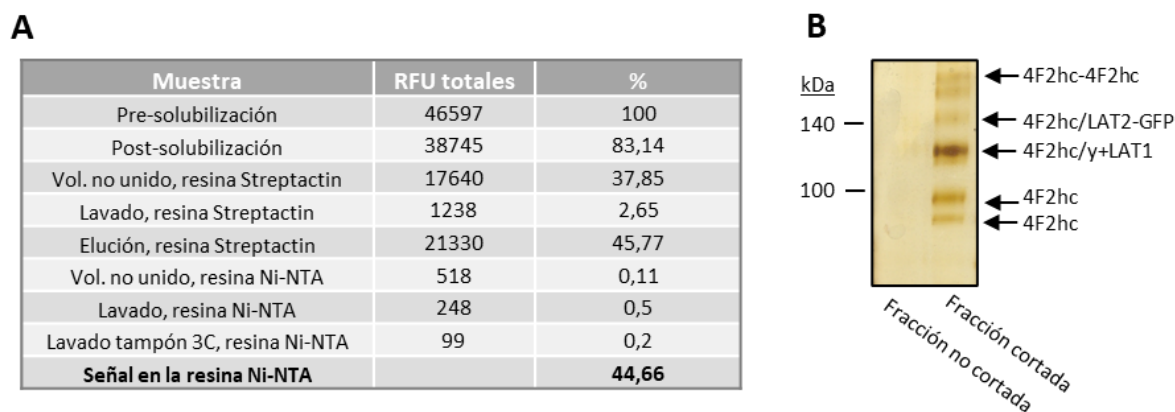 A
Muestra RFU totales %
Pre-solubilización 46597 100
Post-solubilización 38745 83,14
Vol. no unido, resina Streptactin 17640 37,85
Lavado, resina Streptactin 1238 2,65
Elución, resina Streptactin 21330 45,77
Vol. no unido, resina Ni-NTA 518 0,11
Lavado, resina Ni-NTA 248 0,5
Lavado tampón 3C, resina Ni-NTA 99 0,2
Señal en la resina Ni-NTA 44,66
B
kDa
140
100
4F2hc-4F2hc
4F2hc/LAT2-GFP
4F2hc/y+LAT1
4F2hc
4F2hc
Fracción no cortada
Fracción cortada